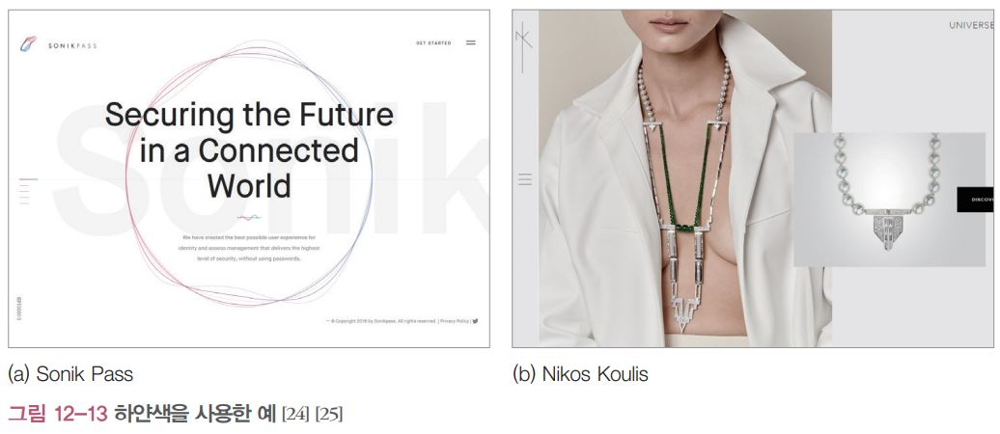 SONIKPASS
GET STARTED
Sonik
Securing the Future
in a Connected
World
We have created the best possible user experience for
identity and access management that delivers the highest
level of security, without using passwords.
— © Copyright 2018 by Sonikpass. All rights reserved. | Privacy Policy |
UNIVERSE
DISCOV
(a) Sonik Pass
(b) Nikos Koulis
그림 12–13 하얀색을 사용한 예 [24] [25]